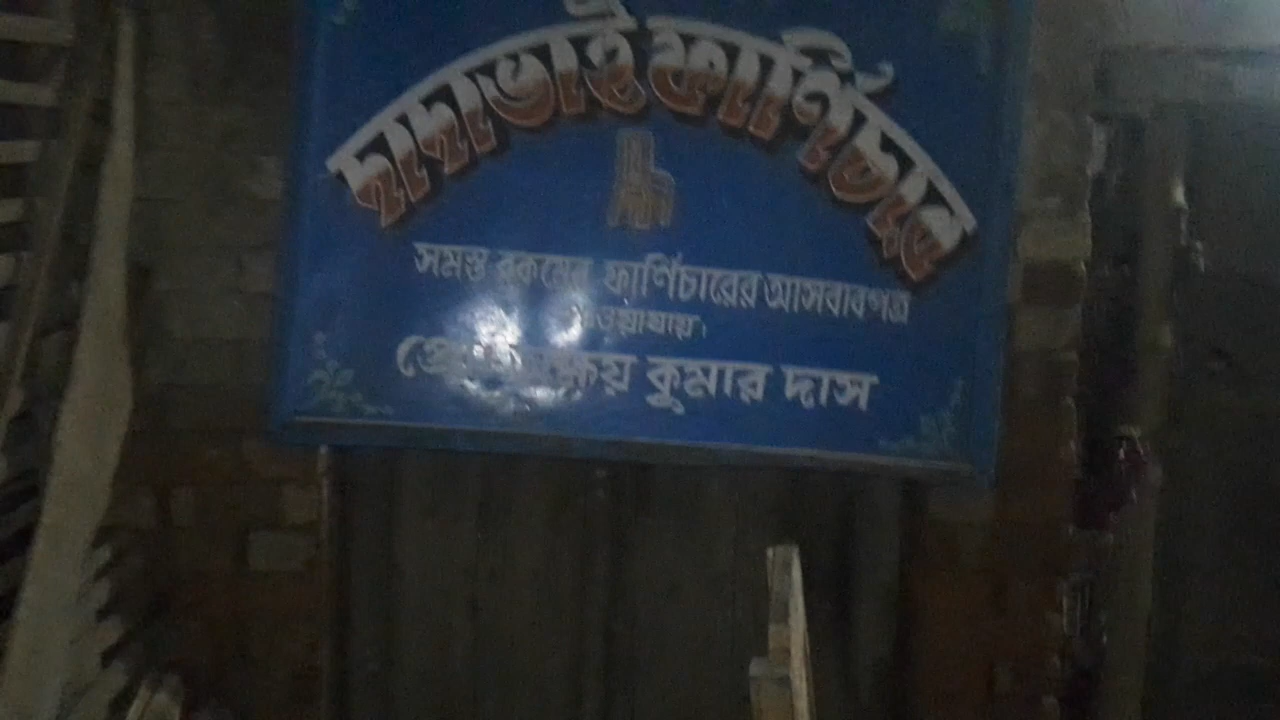 দাদাভাই ফার্ণিচার
সমস্ত রকমের ফার্ণিচারের আসবাবপত্র
কুমার দাস